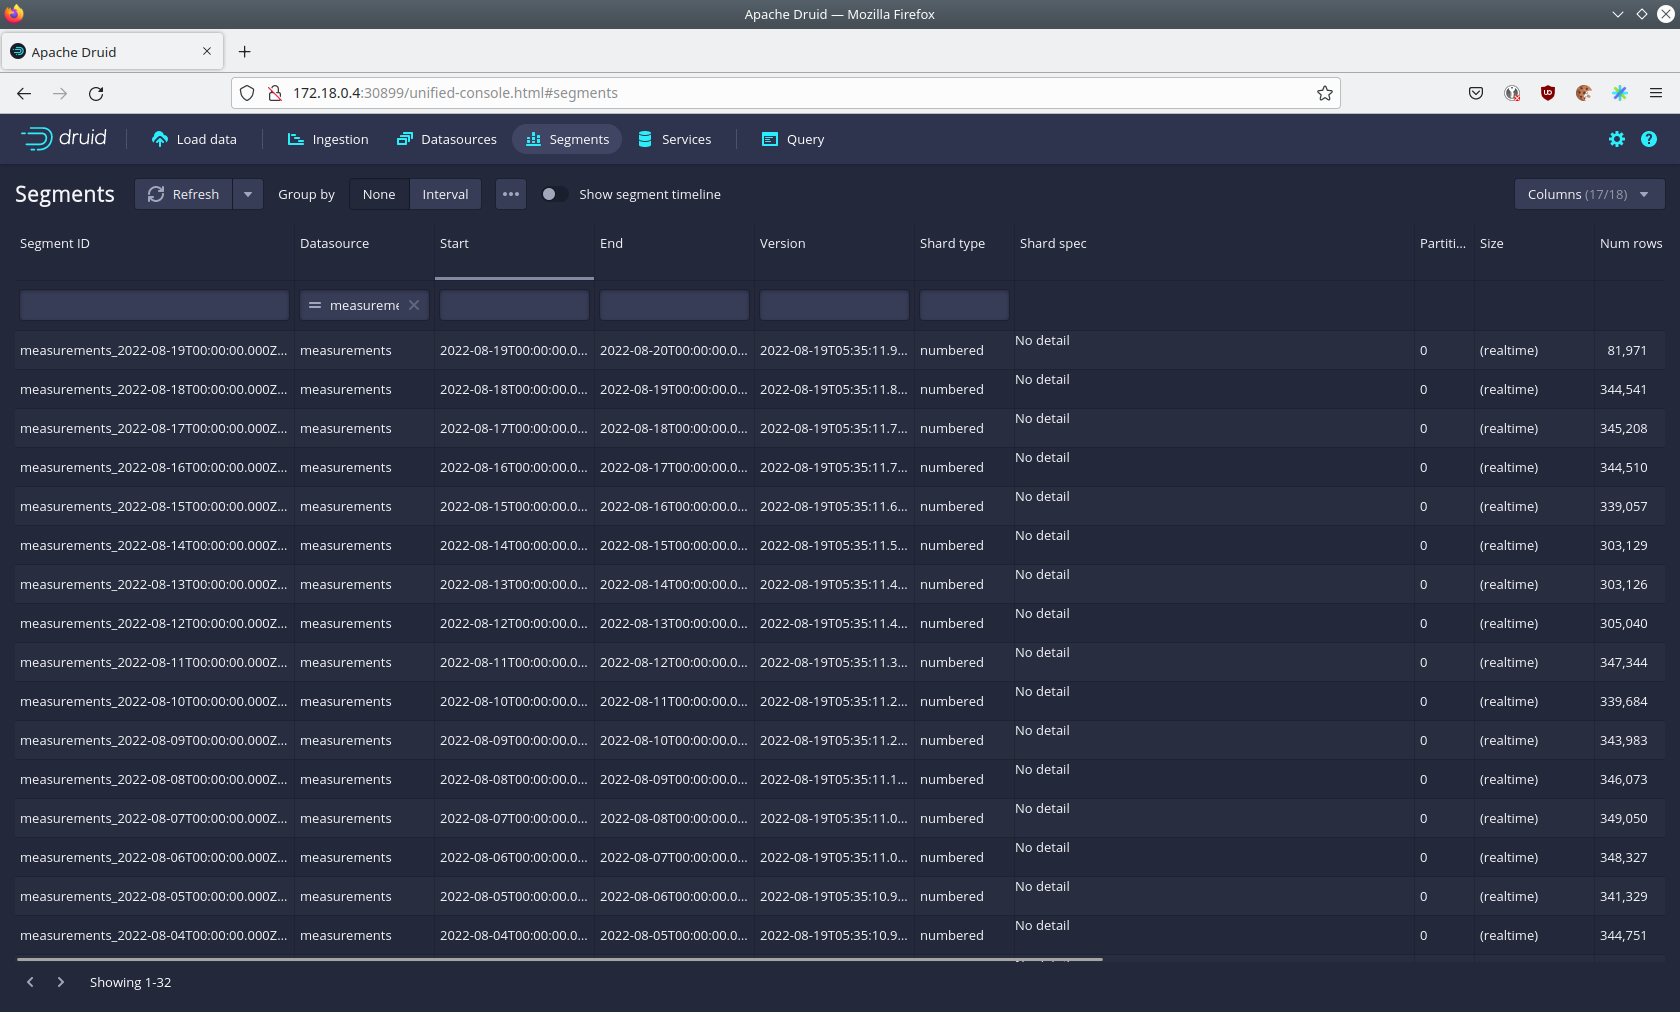 Apache Druid — Mozilla Firefox
Apache Druid
172.18.0.4:30899/unified-console.html#segments
druid Load data Ingestion Datasources Segments Services Query
Segments Refresh Group by None Interval Show segment timeline Columns (17/18)
Segment ID Datasource Start End Version Shard type Shard spec Partiti... Size Num rows
= measureme
measurements_2022-08-19T00:00:00.000Z... measurements 2022-08-19T00:00:00.0... 2022-08-20T00:00:00.0... 2022-08-19T05:35:11.9... numbered No detail 0 (realtime) 81,971
measurements_2022-08-18T00:00:00.000Z... measurements 2022-08-18T00:00:00.0... 2022-08-19T00:00:00.0... 2022-08-19T05:35:11.8... numbered No detail 0 (realtime) 344,541
measurements_2022-08-17T00:00:00.000Z... measurements 2022-08-17T00:00:00.0... 2022-08-18T00:00:00.0... 2022-08-19T05:35:11.7... numbered No detail 0 (realtime) 345,208
measurements_2022-08-16T00:00:00.000Z... measurements 2022-08-16T00:00:00.0... 2022-08-17T00:00:00.0... 2022-08-19T05:35:11.7... numbered No detail 0 (realtime) 344,510
measurements_2022-08-15T00:00:00.000Z... measurements 2022-08-15T00:00:00.0... 2022-08-16T00:00:00.0... 2022-08-19T05:35:11.6... numbered No detail 0 (realtime) 339,057
measurements_2022-08-14T00:00:00.000Z... measurements 2022-08-14T00:00:00.0... 2022-08-15T00:00:00.0... 2022-08-19T05:35:11.5... numbered No detail 0 (realtime) 303,129
measurements_2022-08-13T00:00:00.000Z... measurements 2022-08-13T00:00:00.0... 2022-08-14T00:00:00.0... 2022-08-19T05:35:11.4... numbered No detail 0 (realtime) 303,126
measurements_2022-08-12T00:00:00.000Z... measurements 2022-08-12T00:00:00.0... 2022-08-13T00:00:00.0... 2022-08-19T05:35:11.4... numbered No detail 0 (realtime) 305,040
measurements_2022-08-11T00:00:00.000Z... measurements 2022-08-11T00:00:00.0... 2022-08-12T00:00:00.0... 2022-08-19T05:35:11.3... numbered No detail 0 (realtime) 347,344
measurements_2022-08-10T00:00:00.000Z... measurements 2022-08-10T00:00:00.0... 2022-08-11T00:00:00.0... 2022-08-19T05:35:11.2... numbered No detail 0 (realtime) 339,684
measurements_2022-08-09T00:00:00.000Z... measurements 2022-08-09T00:00:00.0... 2022-08-10T00:00:00.0... 2022-08-19T05:35:11.2... numbered No detail 0 (realtime) 343,983
measurements_2022-08-08T00:00:00.000Z... measurements 2022-08-08T00:00:00.0... 2022-08-09T00:00:00.0... 2022-08-19T05:35:11.1... numbered No detail 0 (realtime) 346,073
measurements_2022-08-07T00:00:00.000Z... measurements 2022-08-07T00:00:00.0... 2022-08-08T00:00:00.0... 2022-08-19T05:35:11.0... numbered No detail 0 (realtime) 349,050
measurements_2022-08-06T00:00:00.000Z... measurements 2022-08-06T00:00:00.0... 2022-08-07T00:00:00.0... 2022-08-19T05:35:11.0... numbered No detail 0 (realtime) 348,327
measurements_2022-08-05T00:00:00.000Z... measurements 2022-08-05T00:00:00.0... 2022-08-06T00:00:00.0... 2022-08-19T05:35:10.9... numbered No detail 0 (realtime) 341,329
measurements_2022-08-04T00:00:00.000Z... measurements 2022-08-04T00:00:00.0... 2022-08-05T00:00:00.0... 2022-08-19T05:35:10.9... numbered No detail 0 (realtime) 344,751
Showing 1-32